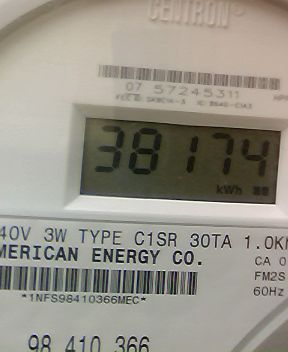 CENTRON®
07 57245311
38174
kWh
40V 3W TYPE C1SR 30TA 1.0K
MERICAN ENERGY CO.
CA 0
FM2S
60Hz
*1NFS98410366MEC*
98 410 366